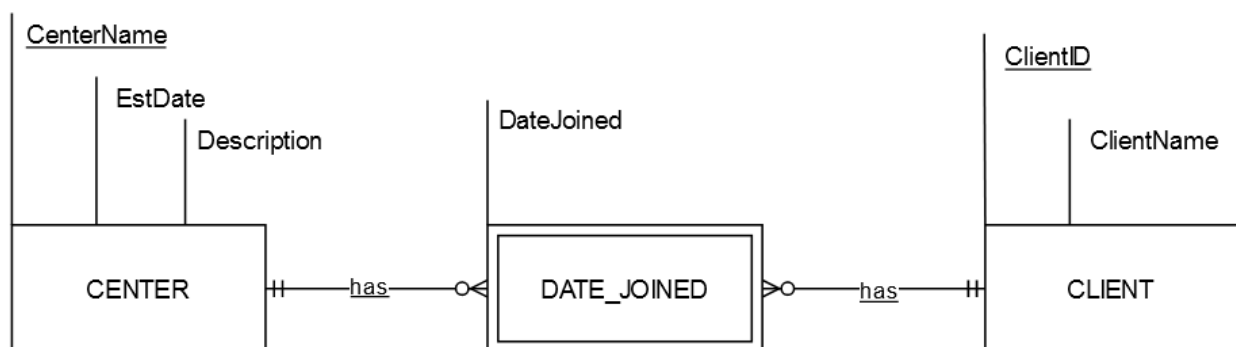 CenterName
EstDate
Description
DateJoined
ClientID
ClientName
CENTER
has
DATE_JOINED
has
CLIENT